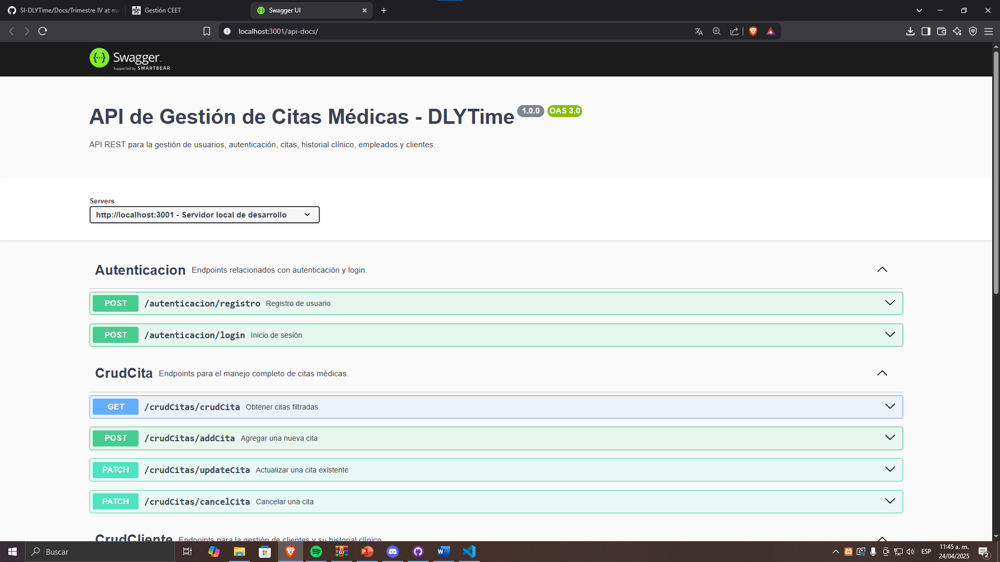 SI-DLYTime/Docs/Trimestre IV at ma
Gestión CEET
Swagger UI
localhost:3001/api-docs/
{···} Swagger
Supported by SMARTBEAR
API de Gestión de Citas Médicas - DLYTime 1.0.0 OAS 3.0
API REST para la gestión de usuarios, autenticación, citas, historial clínico, empleados y clientes.
Servers
http://localhost:3001 - Servidor local de desarrollo
Autenticacion Endpoints relacionados con autenticación y login.
POST /autenticacion/registro Registro de usuario
POST /autenticacion/login Inicio de sesión
CrudCita Endpoints para el manejo completo de citas médicas.
GET /crudCitas/crudCita Obtener citas filtradas
POST /crudCitas/addCita Agregar una nueva cita
PATCH /crudCitas/updateCita Actualizar una cita existente
PATCH /crudCitas/cancelCita Cancelar una cita
CrudCliente Endpoints para la gestión de clientes y su historial clínico.
Buscar
ESP
11:45 a. m.
24/04/2025
2